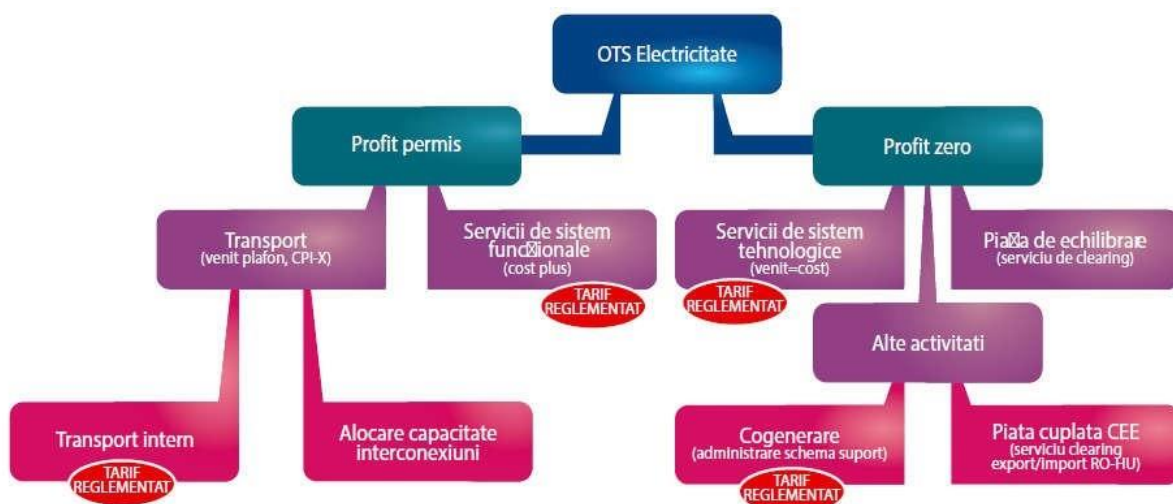 OTS Electricitate
Profit permis
Profit zero
Transport
(venit plafon, CPI-X)
Servicii de sistem
funcționale
(cost plus)
TARIF
REGLEMENTAT
Servicii de sistem
tehnologice
(venit=cost)
TARIF
REGLEMENTAT
Piața de echilibrare
(serviciu de clearing)
Alte activitati
Transport intern
TARIF
REGLEMENTAT
Alocare capacitate
interconexiuni
Cogenerare
(administrare schema suport)
TARIF
REGLEMENTAT
Piata cuplata CEE
(serviciu clearing
export/import RO-HU)